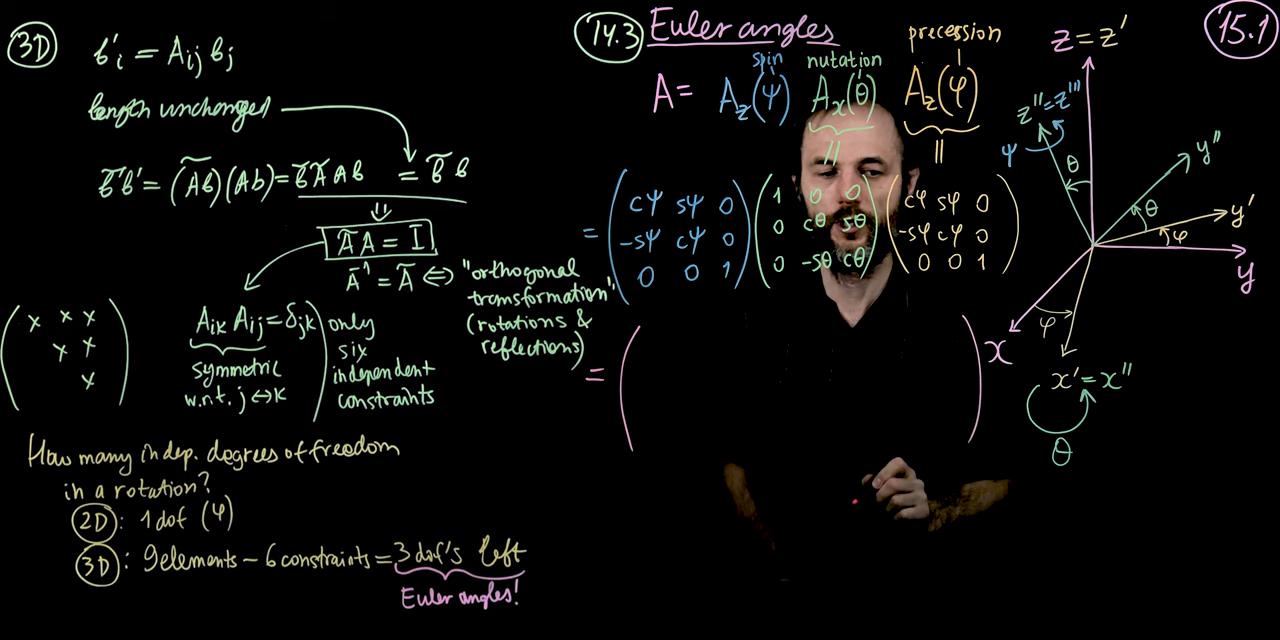 3D
b'ᵢ = Aᵢⱼ bⱼ
length unchanged
b̃'b' = (Ãb)(Ab) = b̃ÃAb = b̃ b
⇓
ÃA = I
A⁻¹ = Ã ⇔ "orthogonal
transformation"
(rotations &
reflections)
x x x
x x
x
Aᵢₖ Aᵢⱼ = δⱼₖ
symmetric
w.r.t. j ↔ k
only
six
independent
constraints
How many indep. degrees of freedom
in a rotation?
2D : 1 dof (φ)
3D : 9 elements − 6 constraints = 3 dof's left
Euler angles!
14.3 Euler angles
15.1
spin nutation precession
A = A_z(ψ) A_x(θ) A_z(φ)
|| ||
= ( cψ sψ 0 ) ( 1 0 0 ) ( cφ sφ 0 )
( -sψ cψ 0 ) ( 0 cθ sθ ) ( -sφ cφ 0 )
( 0 0 1 ) ( 0 -sθ cθ ) ( 0 0 1 )
= ( )
z = z'
z'' = z'''
ψ
θ
y''
θ
y'
φ
y
φ
x
x' = x''
θ